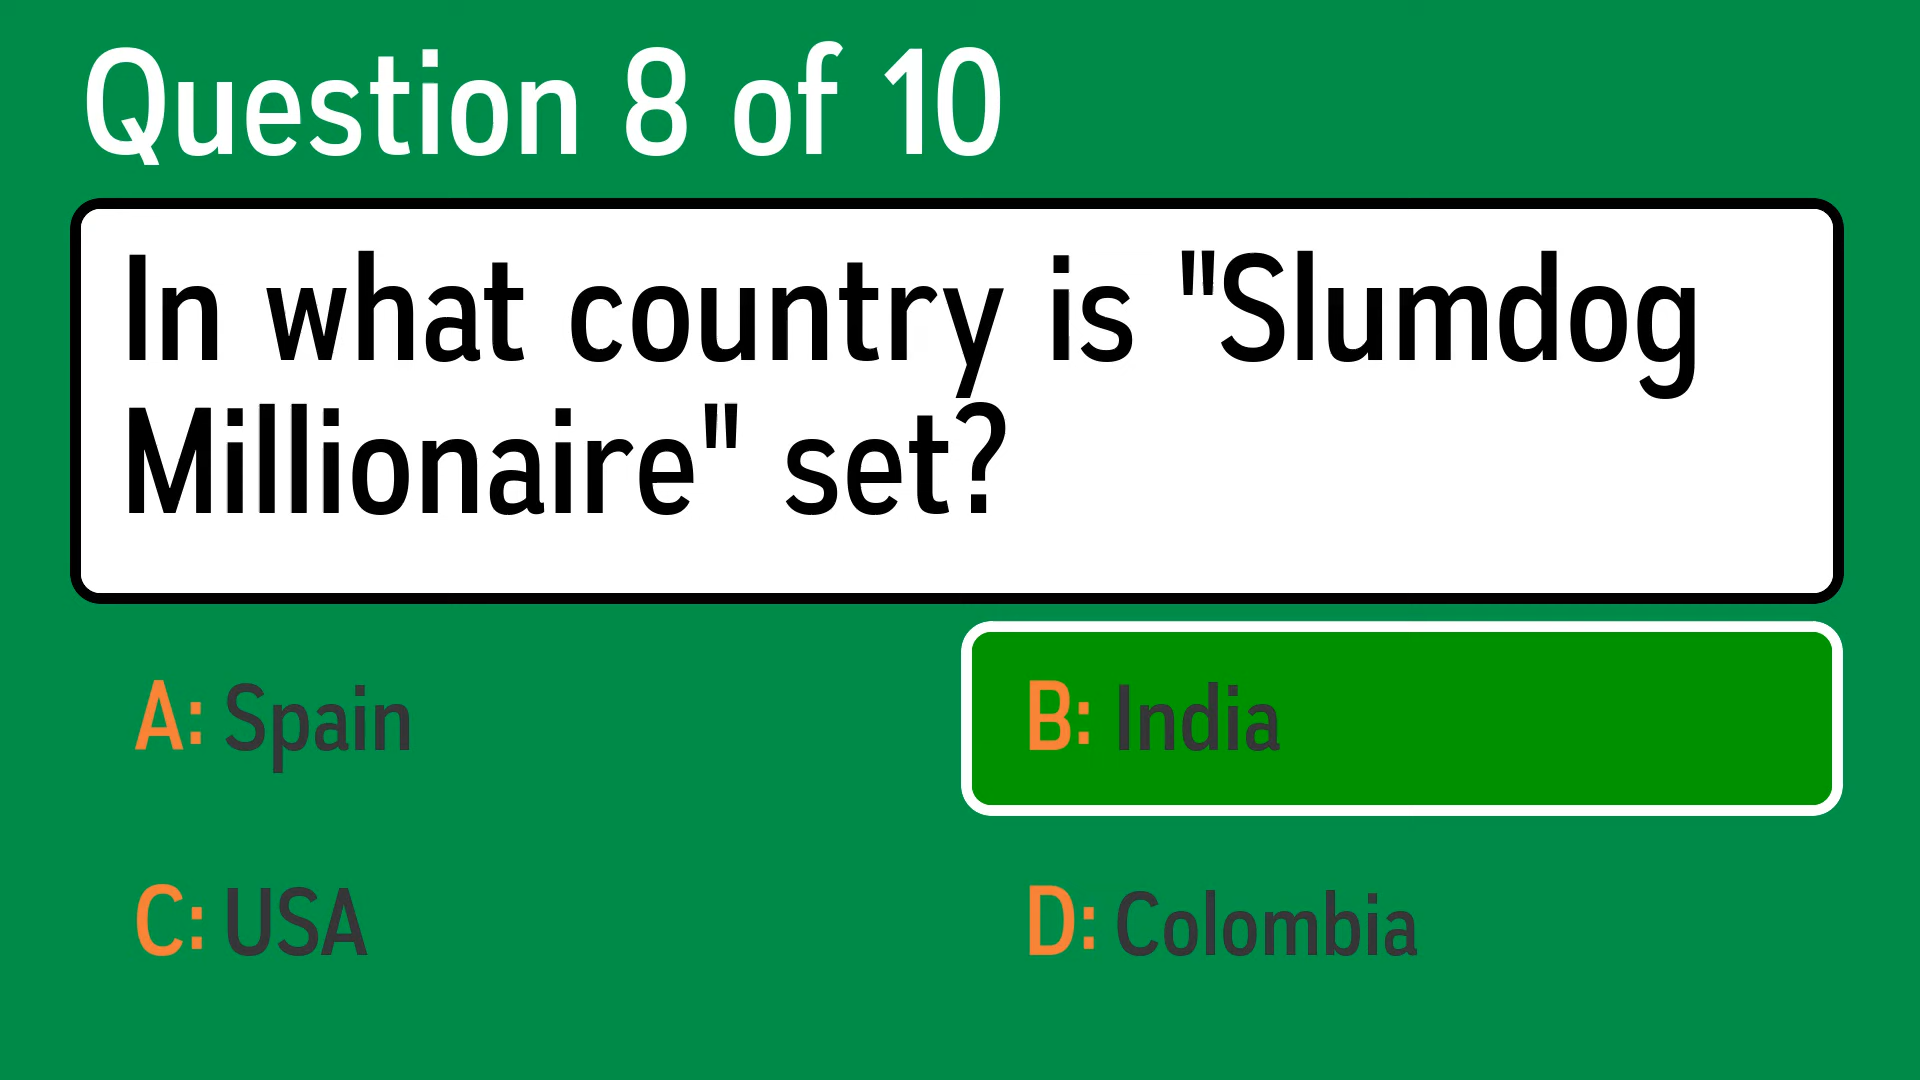 Question 8 of 10
In what country is "Slumdog
Millionaire" set?
A: Spain
B: India
C: USA
D: Colombia